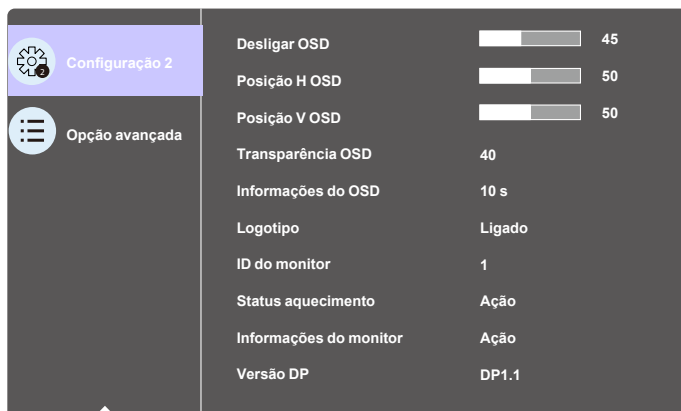 Configuração 2
2
Opção avançada
Desligar OSD 45
Posição H OSD 50
Posição V OSD 50
Transparência OSD 40
Informações do OSD 10 s
Logotipo Ligado
ID do monitor 1
Status aquecimento Ação
Informações do monitor Ação
Versão DP DP1.1